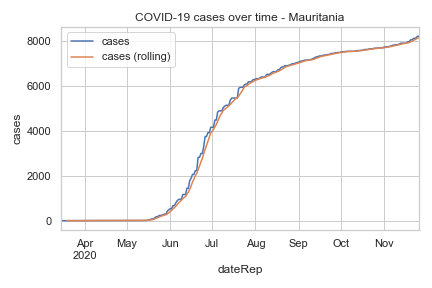 COVID-19 cases over time - Mauritania
cases
cases (rolling)
cases
8000
6000
4000
2000
0
Apr May Jun Jul Aug Sep Oct Nov
2020
dateRep